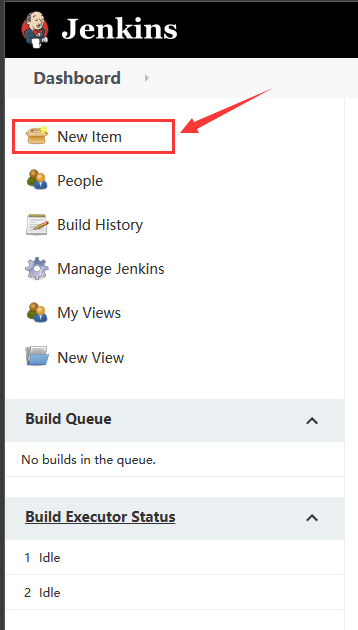 Jenkins
Dashboard
New Item
People
Build History
Manage Jenkins
My Views
New View
Build Queue
No builds in the queue.
Build Executor Status
1 Idle
2 Idle